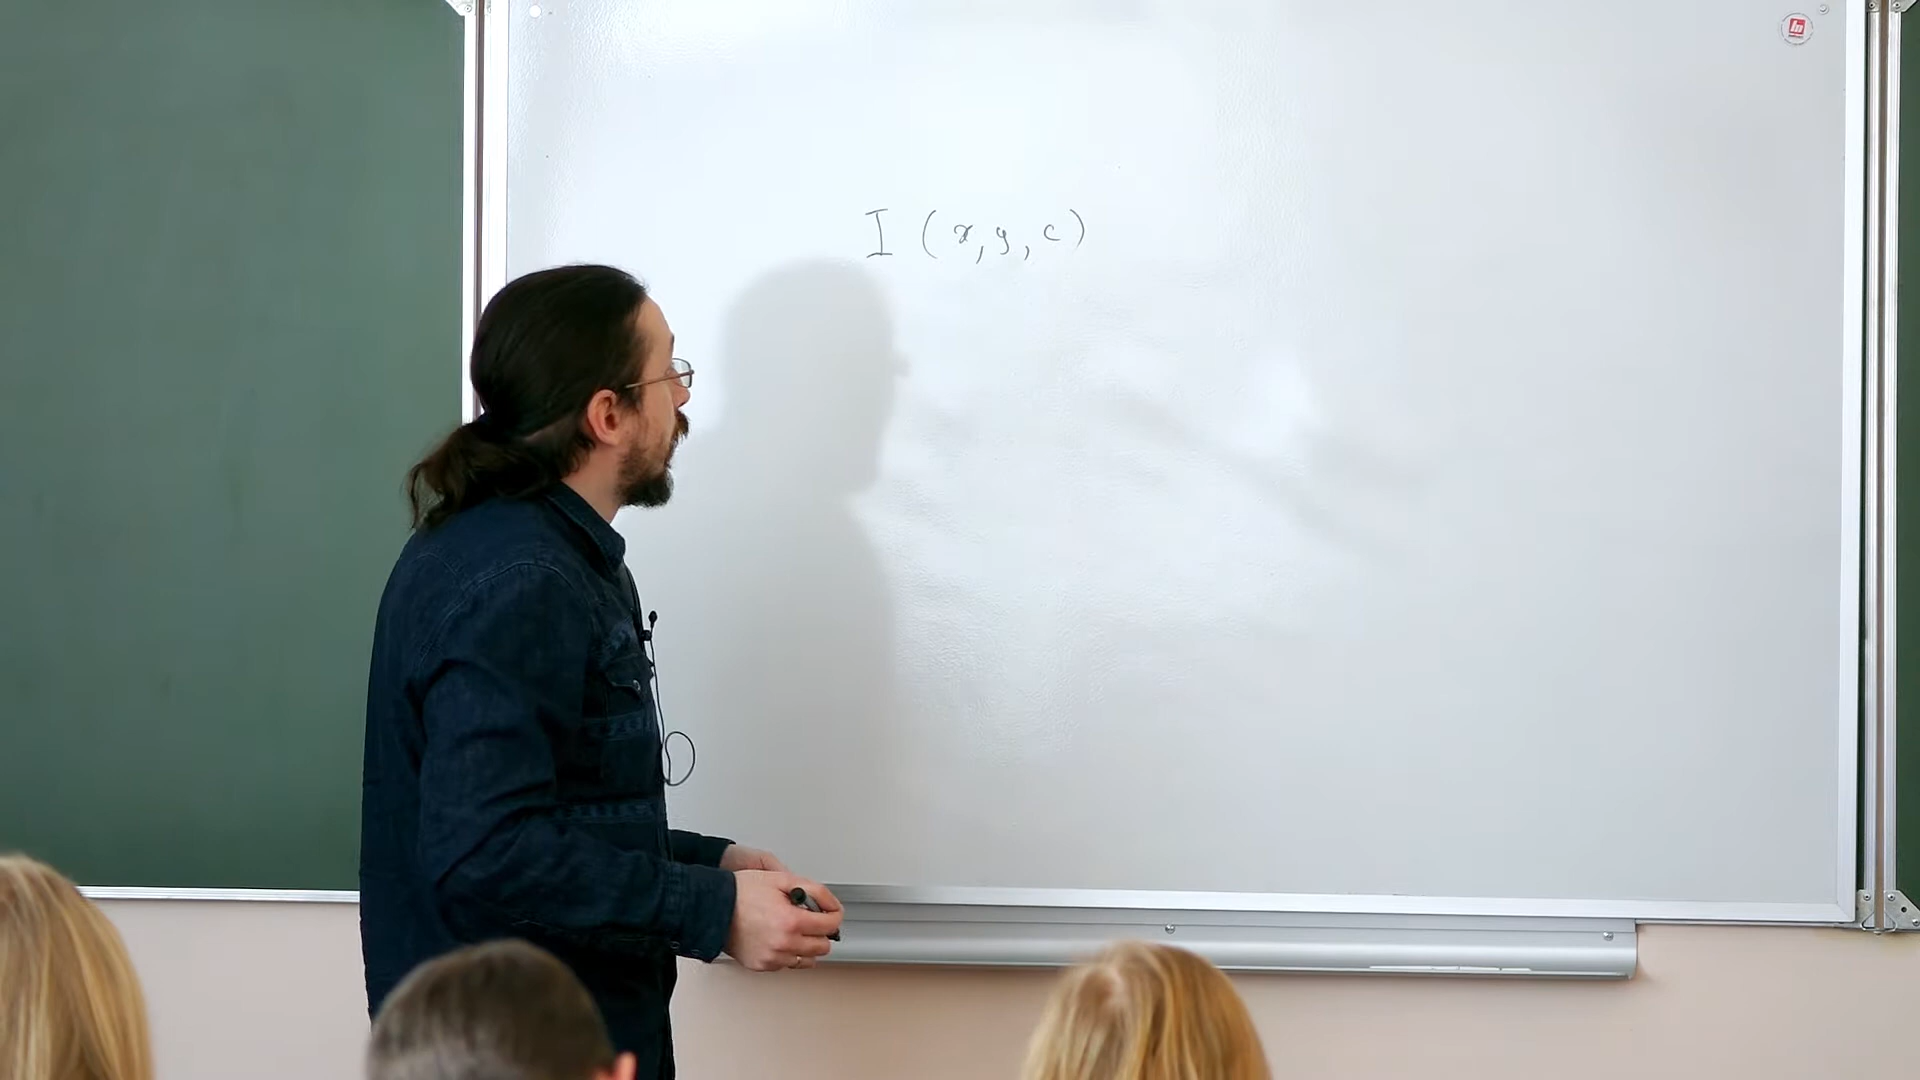 I (x, y, c)